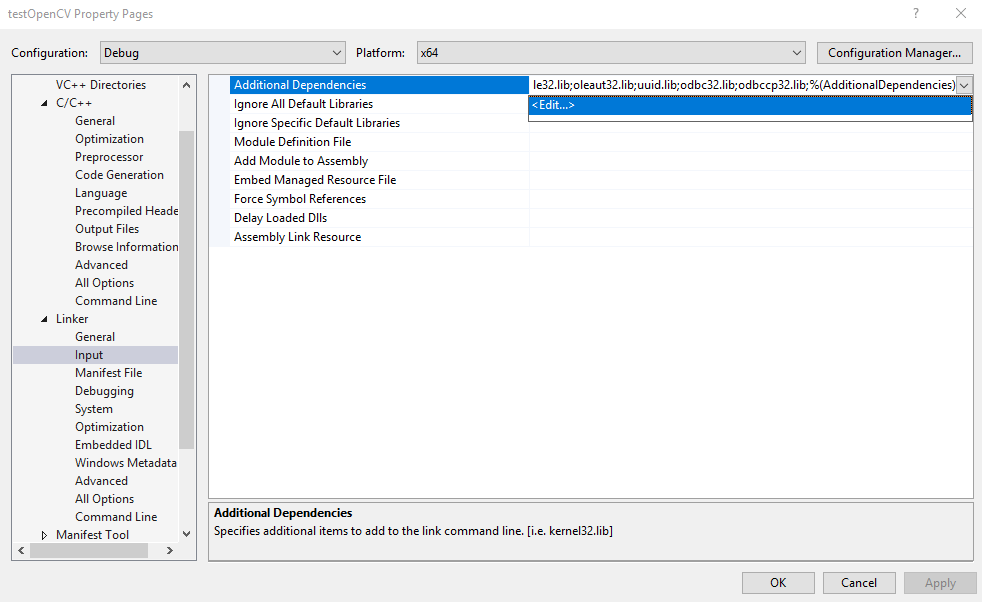 testOpenCV Property Pages
Configuration: Debug Platform: x64 Configuration Manager...
VC++ Directories
C/C++
General
Optimization
Preprocessor
Code Generation
Language
Precompiled Heade
Output Files
Browse Information
Advanced
All Options
Command Line
Linker
General
Input
Manifest File
Debugging
System
Optimization
Embedded IDL
Windows Metadata
Advanced
All Options
Command Line
Manifest Tool
Additional Dependencies le32.lib;oleaut32.lib;uuid.lib;odbc32.lib;odbccp32.lib;%(AdditionalDependencies)
Ignore All Default Libraries <Edit...>
Ignore Specific Default Libraries
Module Definition File
Add Module to Assembly
Embed Managed Resource File
Force Symbol References
Delay Loaded Dlls
Assembly Link Resource
Additional Dependencies
Specifies additional items to add to the link command line. [i.e. kernel32.lib]
OK Cancel Apply